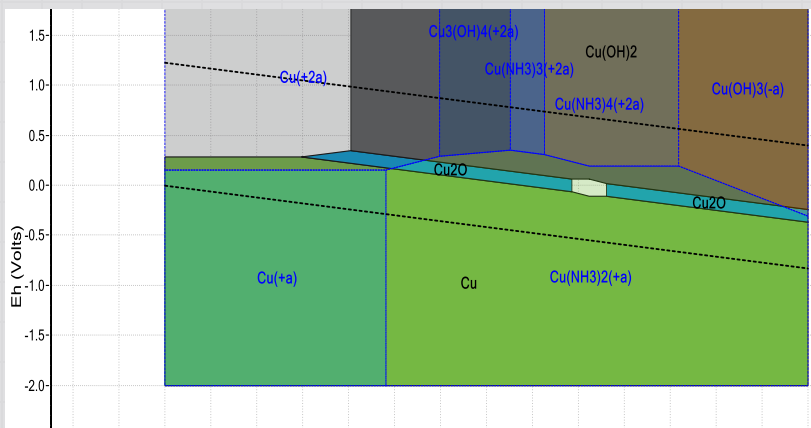 1.5
Cu3(OH)4(+2a)
Cu(OH)2
Cu(NH3)3(+2a)
Cu(+2a)
1.0
Cu(OH)3(-a)
Cu(NH3)4(+2a)
0.5
Cu2O
0.0
Cu2O
-0.5
Eh (Volts)
Cu(+a)
Cu
Cu(NH3)2(+a)
-1.0
-1.5
-2.0